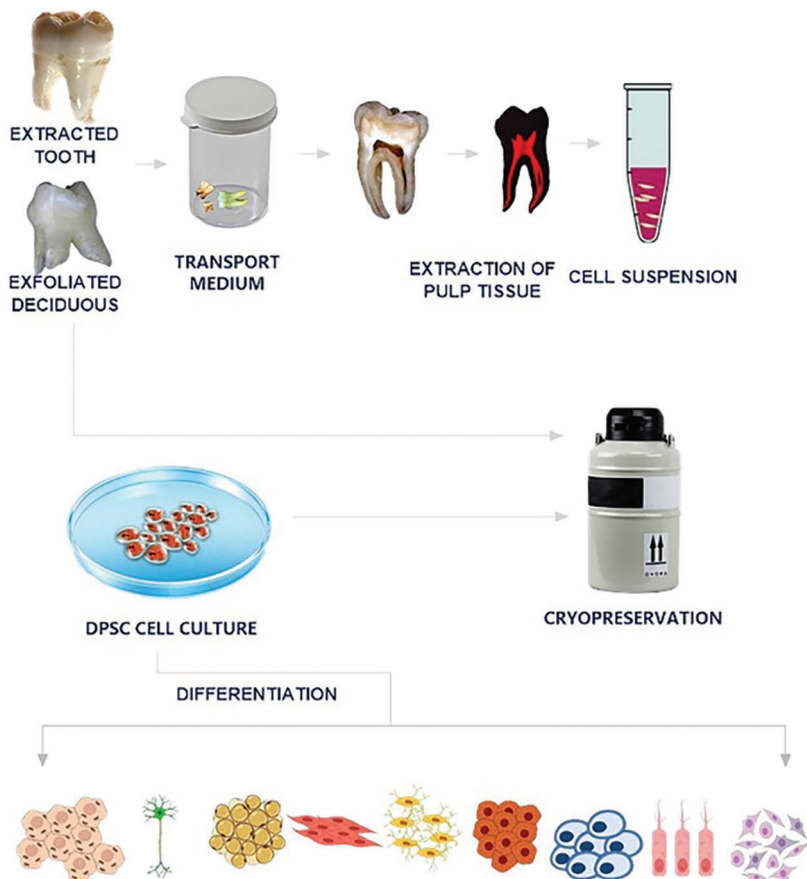 EXTRACTED
TOOTH
EXFOLIATED
DECIDUOUS
TRANSPORT
MEDIUM
EXTRACTION OF
PULP TISSUE
CELL SUSPENSION
DPSC CELL CULTURE
CRYOPRESERVATION
DIFFERENTIATION